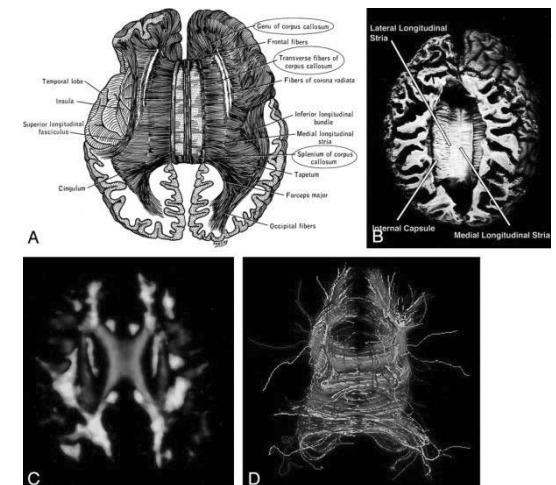 Genu of corpus callosum
Frontal fibers
Transverse fibers of
corpus callosum
Fibers of corona radiata
Temporal lobe
Insula
Superior longitudinal
fasciculus
Inferior longitudinal
bundle
Medial longitudinal
stria
Splenium of corpus
callosum
Cingulum
Tapetum
Forceps major
Occipital fibers
A
Lateral Longitudinal
Stria
Internal Capsule
Medial Longitudinal Stria
B
C
D